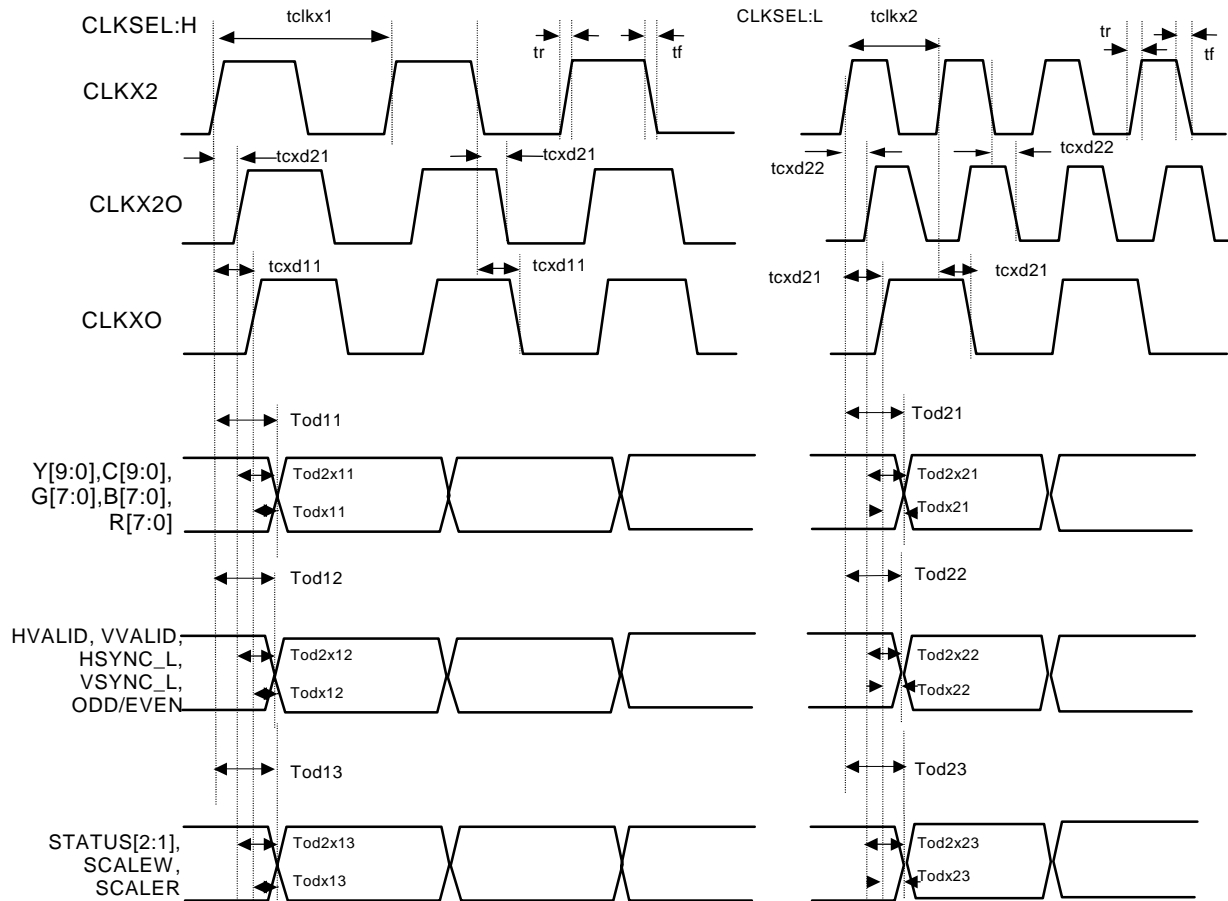 CLKSEL:H
tclkx1
tr
tf
CLKX2
tcxd21
tcxd21
CLKX2O
tcxd11
tcxd11
CLKXO
Tod11
Y[9:0],C[9:0],
G[7:0],B[7:0],
R[7:0]
Tod2x11
Todx11
Tod12
HVALID, VVALID,
HSYNC_L,
VSYNC_L,
ODD/EVEN
Tod2x12
Todx12
Tod13
STATUS[2:1],
SCALEW,
SCALER
Tod2x13
Todx13
CLKSEL:L
tclkx2
tr
tf
tcxd22
tcxd22
tcxd21
tcxd21
Tod21
Tod2x21
Todx21
Tod22
Tod2x22
Todx22
Tod23
Tod2x23
Todx23